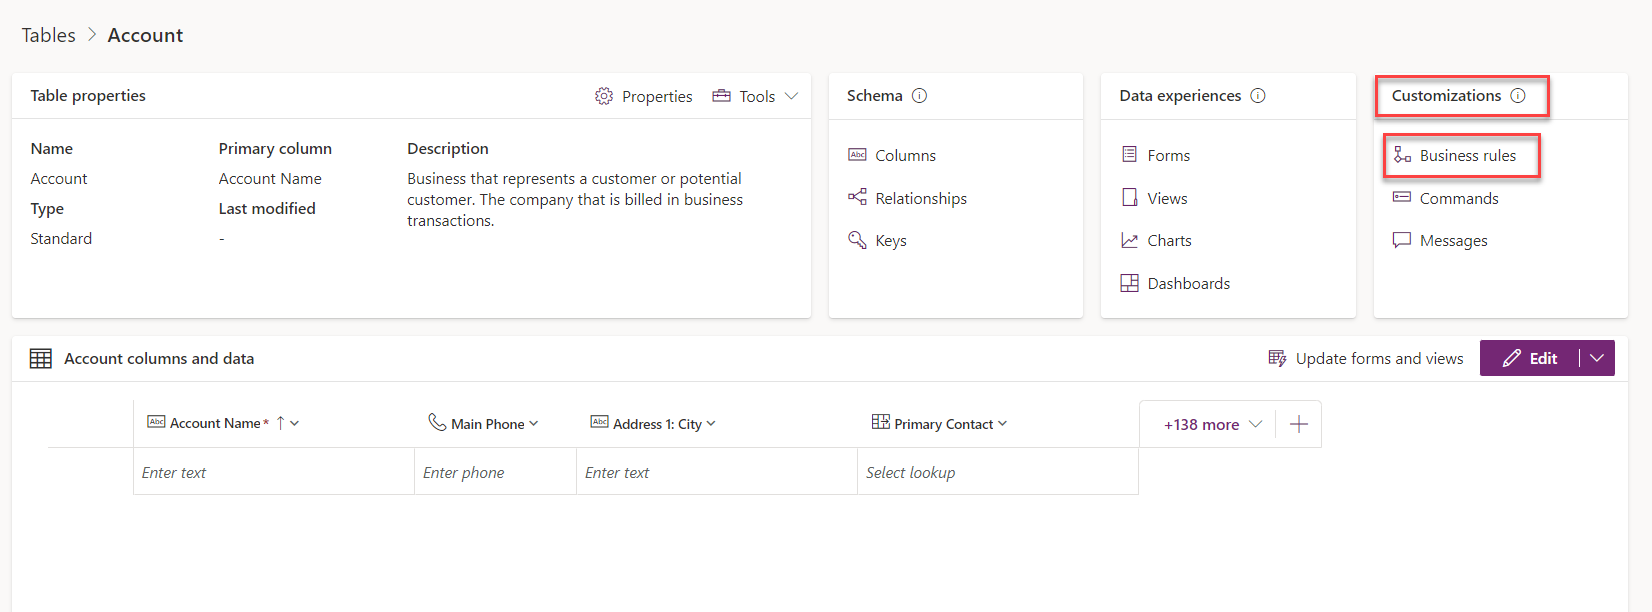 Tables > Account
Table properties
Properties
Tools
Name
Account
Type
Standard
Primary column
Account Name
Last modified
-
Description
Business that represents a customer or potential
customer. The company that is billed in business
transactions.
Schema
Columns
Relationships
Keys
Data experiences
Forms
Views
Charts
Dashboards
Customizations
Business rules
Commands
Messages
Account columns and data
Update forms and views
Edit
Abc Account Name* ↑
Main Phone
Abc Address 1: City
Primary Contact
+138 more
Enter text
Enter phone
Enter text
Select lookup